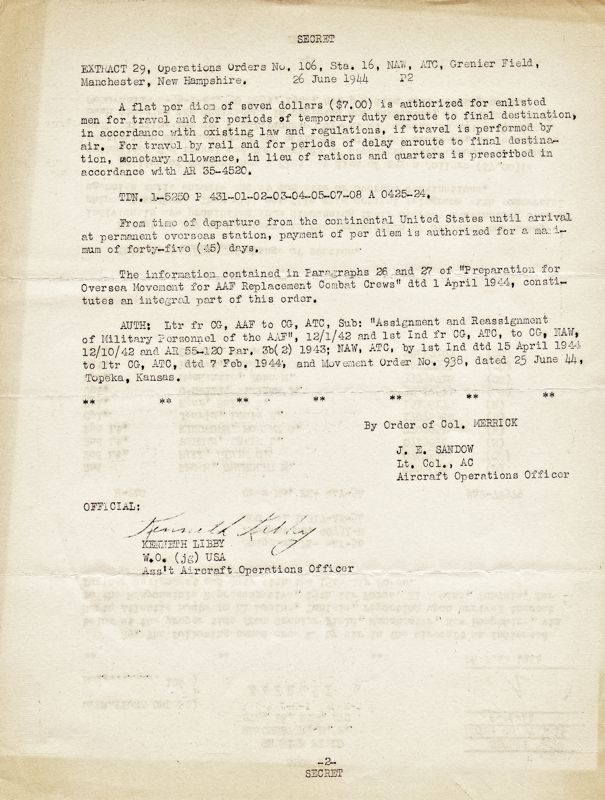 SECRET
EXTRACT 29, Operations Orders No. 106, Sta. 16, NAW, ATC, Grenier Field,
Manchester, New Hampshire. 26 June 1944 P2
A flat per diem of seven dollars ($7.00) is authorized for enlisted
men for travel and for periods of temporary duty enroute to final destination,
in accordance with existing law and regulations, if travel is performed by
air. For travel by rail and for periods of delay enroute to final destina-
tion, monetary allowance, in lieu of rations and quarters is prescribed in
accordance with AR 35-4520.
TDN. 1-5250 P 431-01-02-03-04-05-07-08 A 0425-24.
From time of departure from the continental United States until arrival
at permanent overseas station, payment of per diem is authorized for a maxi-
mum of forty-five (45) days.
The information contained in Paragraphs 26 and 27 of "Preparation for
Oversea Movement for AAF Replacement Combat Crews" dtd 1 April 1944, consti-
tutes an integral part of this order.
AUTH: Ltr fr CG, AAF to CG, ATC, Sub: "Assignment and Reassignment
of Military Personnel of the AAF", 12/1/42 and 1st Ind fr CG, ATC, to CG, NAW,
12/10/42 and AR 55-120 Par. 3b(2) 1943; NAW, ATC, by 1st Ind dtd 15 April 1944
to ltr CG, ATC, dtd 7 Feb. 1944, and Movement Order No. 938, dated 25 June 44,
Topeka, Kansas.
** ** ** ** ** ** **
By Order of Col. MERRICK
J. E. SANDOW
Lt. Col., AC
Aircraft Operations Officer
OFFICIAL:
Kenneth Libby
KENNETH LIBBY
W.O. (jg) USA
Ass't Aircraft Operations Officer
-2-
SECRET